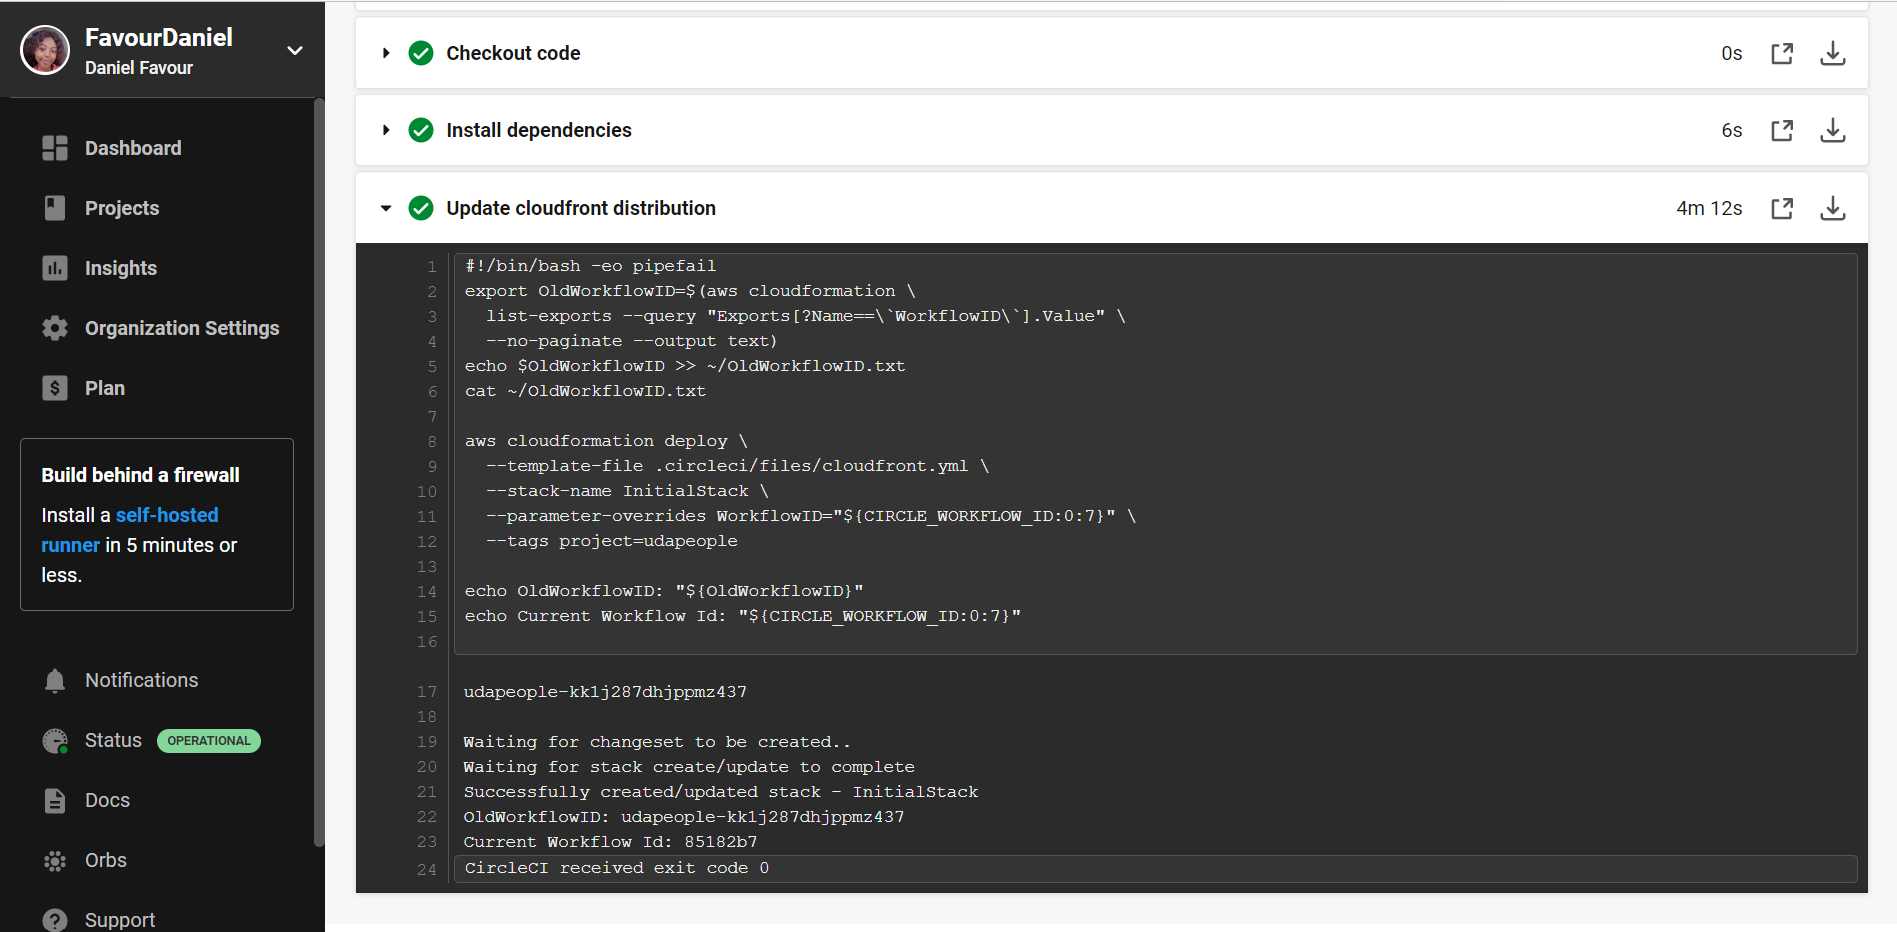 FavourDaniel
Daniel Favour
Dashboard
Projects
Insights
Organization Settings
$ Plan
Build behind a firewall
Install a self-hosted
runner in 5 minutes or
less.
Notifications
Status OPERATIONAL
Docs
Orbs
? Support
Checkout code 0s
Install dependencies 6s
Update cloudfront distribution 4m 12s
1 #!/bin/bash -eo pipefail
2 export OldWorkflowID=$(aws cloudformation \
3   list-exports --query "Exports[?Name==\`WorkflowID\`].Value" \
4   --no-paginate --output text)
5 echo $OldWorkflowID >> ~/OldWorkflowID.txt
6 cat ~/OldWorkflowID.txt
7
8 aws cloudformation deploy \
9   --template-file .circleci/files/cloudfront.yml \
10   --stack-name InitialStack \
11   --parameter-overrides WorkflowID="${CIRCLE_WORKFLOW_ID:0:7}" \
12   --tags project=udapeople
13
14 echo OldWorkflowID: "${OldWorkflowID}"
15 echo Current Workflow Id: "${CIRCLE_WORKFLOW_ID:0:7}"
16
17 udapeople-kk1j287dhjppmz437
18
19 Waiting for changeset to be created..
20 Waiting for stack create/update to complete
21 Successfully created/updated stack - InitialStack
22 OldWorkflowID: udapeople-kk1j287dhjppmz437
23 Current Workflow Id: 85182b7
24 CircleCI received exit code 0